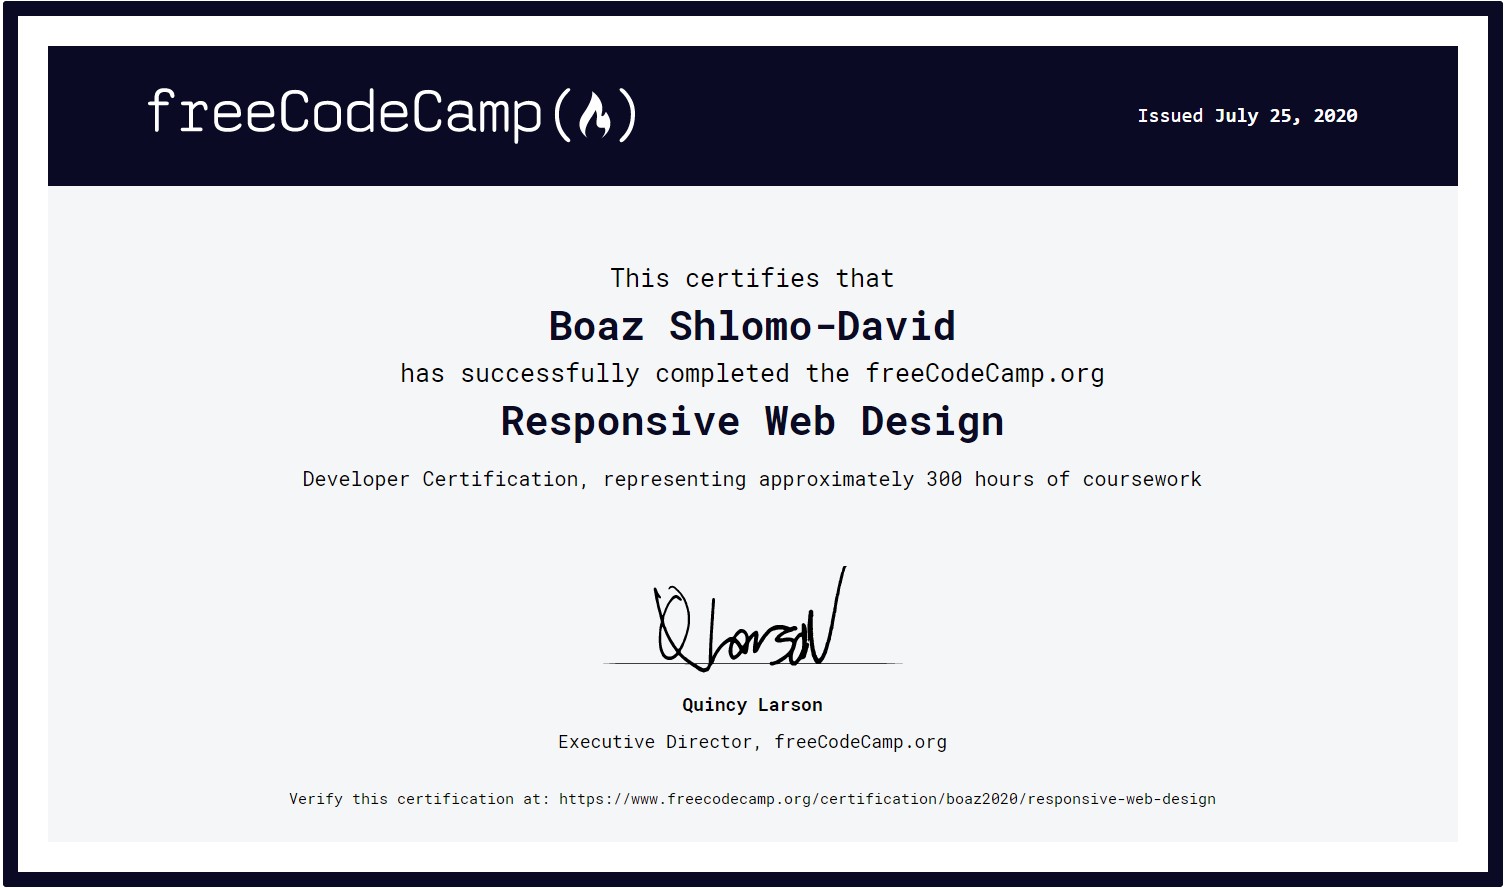 freeCodeCamp(🔥)
Issued July 25, 2020
This certifies that
Boaz Shlomo-David
has successfully completed the freeCodeCamp.org
Responsive Web Design
Developer Certification, representing approximately 300 hours of coursework
Q Larson
Quincy Larson
Executive Director, freeCodeCamp.org
Verify this certification at: https://www.freecodecamp.org/certification/boaz2020/responsive-web-design